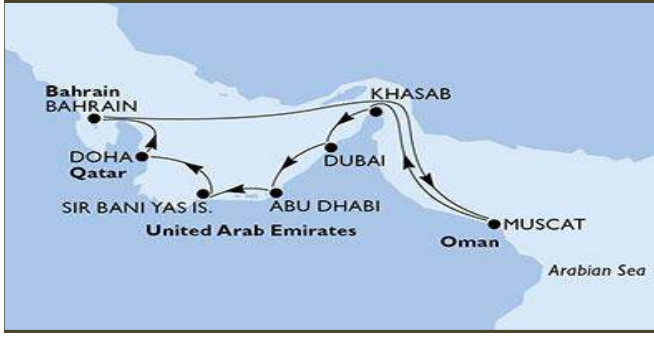 Bahrain
BAHRAIN
KHASAB
DOHA
Qatar
DUBAI
SIR BANI YAS IS.
ABU DHABI
United Arab Emirates
MUSCAT
Oman
Arabian Sea